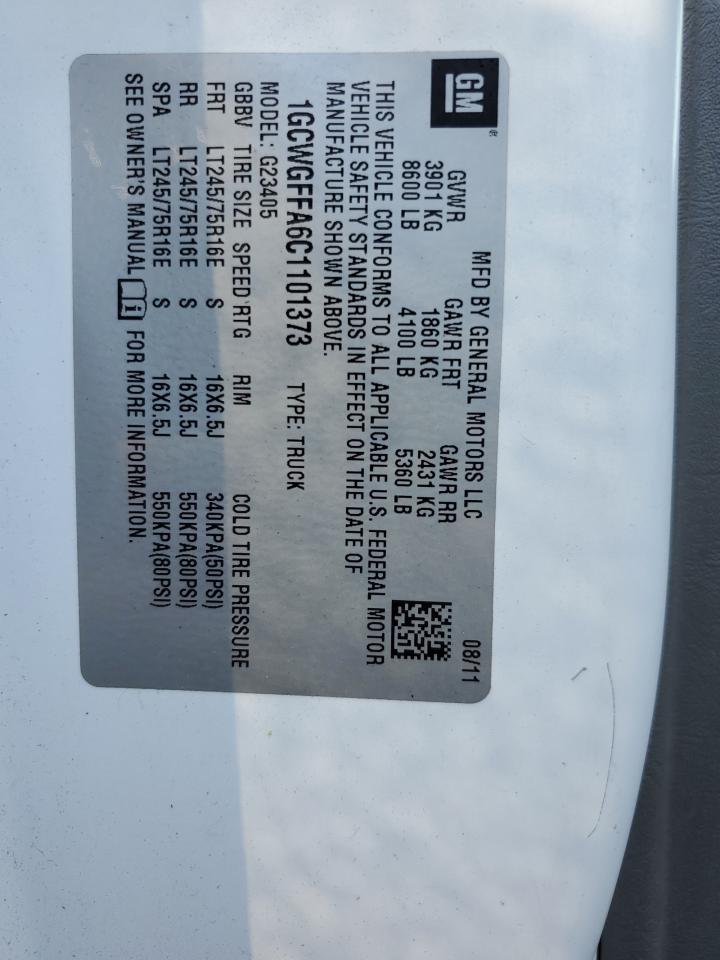 GM
MFD BY GENERAL MOTORS LLC 08/11
GVWR GAWR FRT GAWR RR
3901 KG 1860 KG 2431 KG
8600 LB 4100 LB 5360 LB
THIS VEHICLE CONFORMS TO ALL APPLICABLE U.S. FEDERAL MOTOR
VEHICLE SAFETY STANDARDS IN EFFECT ON THE DATE OF
MANUFACTURE SHOWN ABOVE.
1GCWGFFA6C1101373 TYPE: TRUCK
MODEL: G23405
GBBV TIRE SIZE SPEED RTG RIM COLD TIRE PRESSURE
FRT LT245/75R16E S 16X6.5J 340KPA(50PSI)
RR LT245/75R16E S 16X6.5J 550KPA(80PSI)
SPA LT245/75R16E S 16X6.5J 550KPA(80PSI)
SEE OWNER'S MANUAL i FOR MORE INFORMATION.